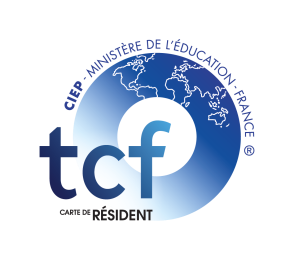 CIEP - MINISTÈRE DE L'ÉDUCATION - FRANCE ®
tcf
CARTE DE RÉSIDENT